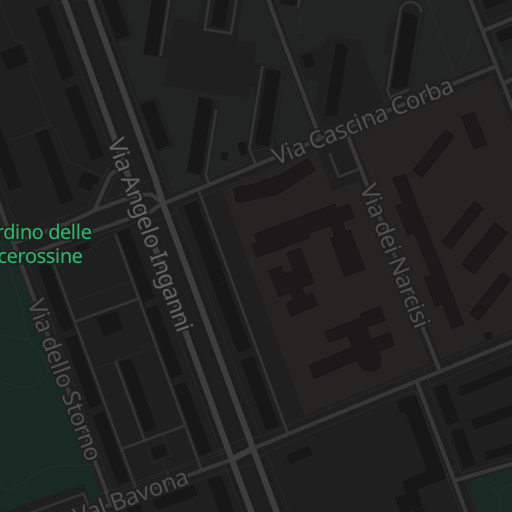 Via Cascina Corba
Via Angelo Inganni
Via dei Narcisi
rdino delle
cerossine
Via dello Storno
Val Bavona